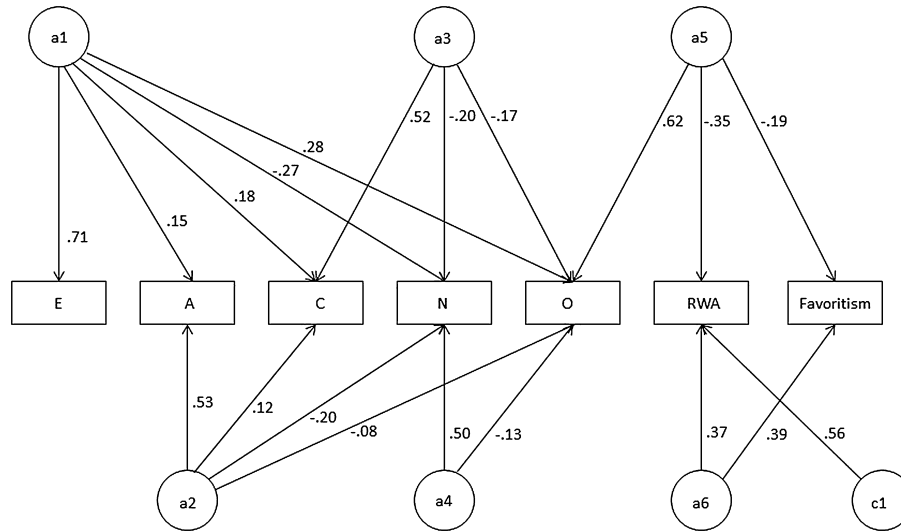 a1
a3
a5
.52
-.20
-.17
.62
-.35
-.19
.28
-.27
.18
.15
.71
E
A
C
N
O
RWA
Favoritism
.53
.12
-.20
-.08
.50
-.13
.37
.39
.56
a2
a4
a6
c1